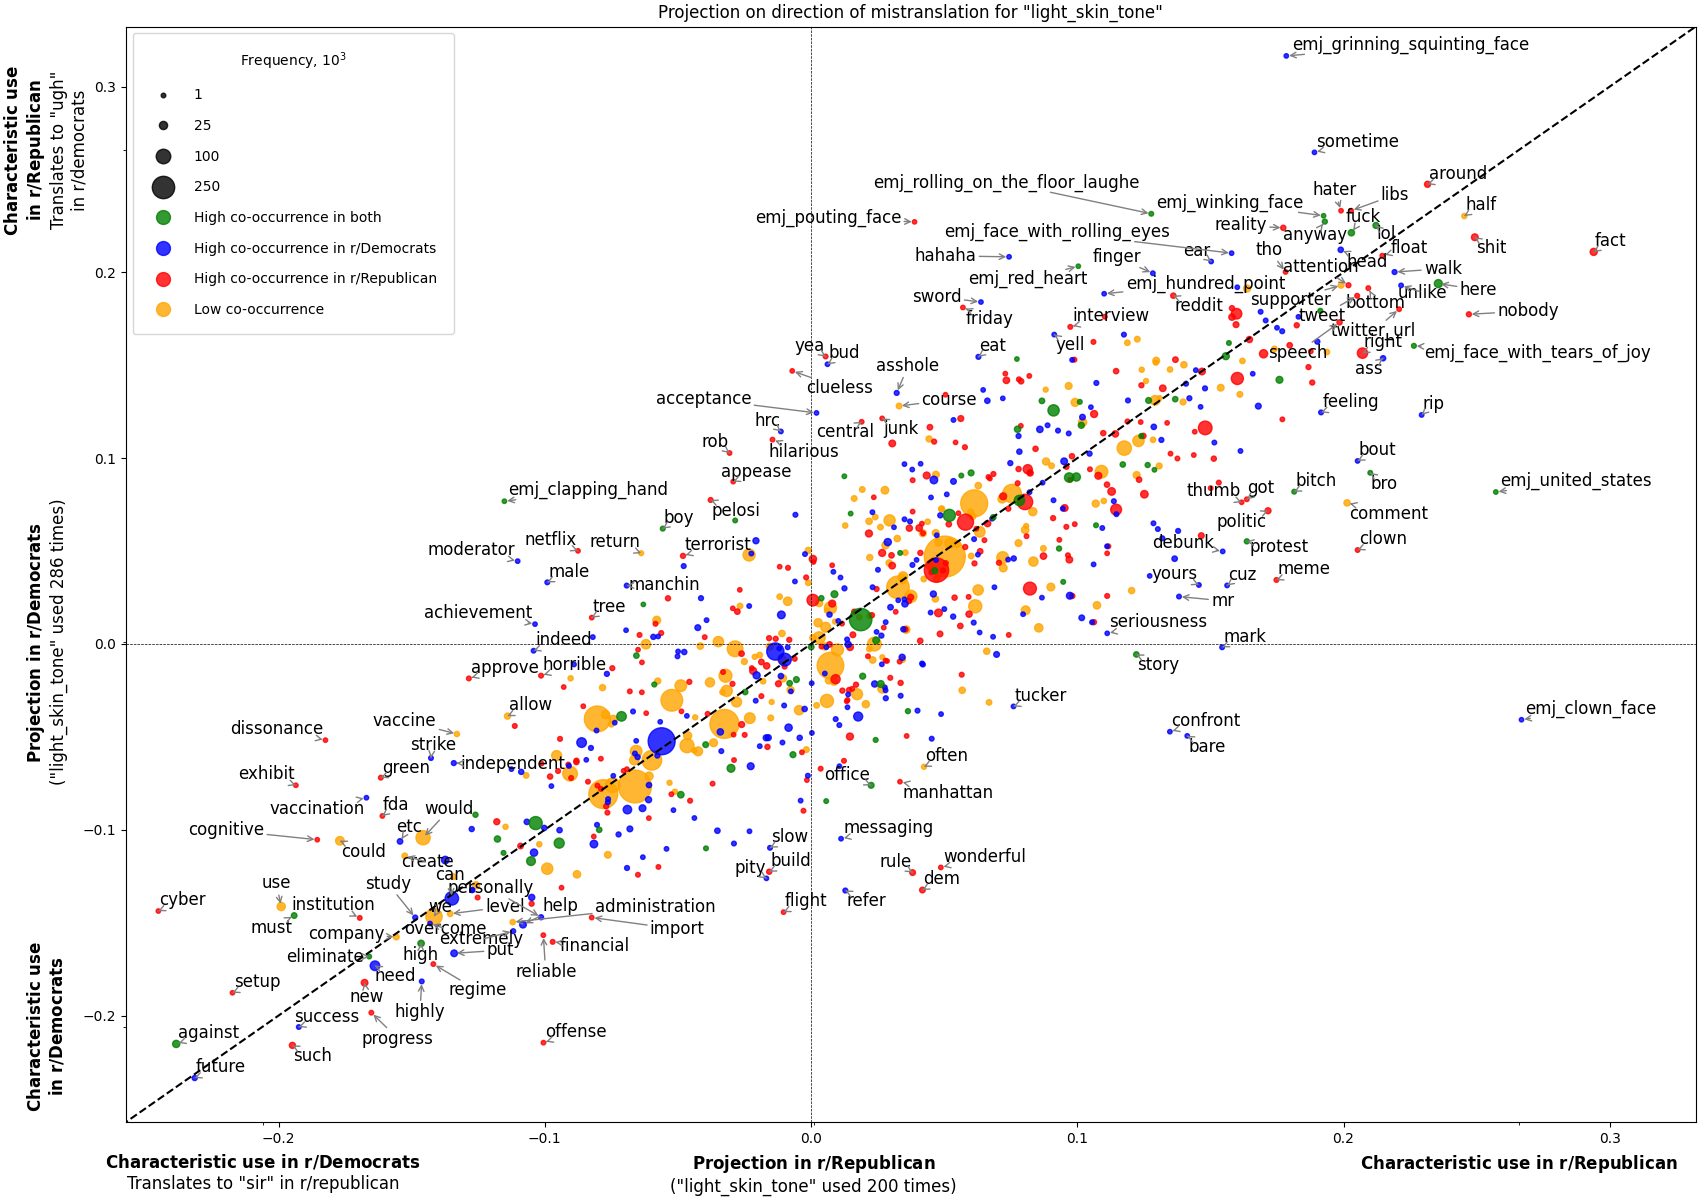 Projection on direction of mistranslation for "light_skin_tone"
Characteristic use
in r/Republican
Translates to "ugh"
in r/democrats
Projection in r/Democrats
("light_skin_tone" used 286 times)
Characteristic use
in r/Democrats
0.3
0.2
0.1
0.0
−0.1
−0.2
Frequency, 10³
1
25
100
250
High co-occurrence in both
High co-occurrence in r/Democrats
High co-occurrence in r/Republican
Low co-occurrence
emj_grinning_squinting_face
sometime
around
emj_rolling_on_the_floor_laughe
hater
libs
emj_winking_face
half
emj_pouting_face
reality
fuck
anyway
lol
emj_face_with_rolling_eyes
fact
shit
tho
ear
float
hahaha
finger
head
attention
walk
emj_red_heart
emj_hundred_point
unlike
here
sword
reddit
supporter
bottom
friday
interview
tweet
nobody
twitter_url
yea
bud
eat
yell
speech
right
emj_face_with_tears_of_joy
asshole
ass
clueless
acceptance
course
feeling
rip
hrc
central
junk
rob
hilarious
bout
appease
bitch
bro
emj_united_states
emj_clapping_hand
thumb
got
pelosi
comment
boy
politic
netflix
return
terrorist
debunk
protest
clown
moderator
male
manchin
yours
cuz
meme
achievement
tree
mr
seriousness
indeed
mark
approve
horrible
story
allow
tucker
emj_clown_face
dissonance
vaccine
confront
strike
bare
exhibit
green
independent
often
office
manhattan
vaccination
fda
would
cognitive
etc
messaging
could
create
slow
can
build
rule
wonderful
study
personally
pity
dem
cyber
use
institution
we
level
help
administration
flight
refer
must
company
overcome
extremely
import
eliminate
high
put
financial
need
reliable
setup
new
regime
highly
success
progress
against
such
offense
future
−0.2
−0.1
0.0
0.1
0.2
0.3
Characteristic use in r/Democrats
Translates to "sir" in r/republican
Projection in r/Republican
("light_skin_tone" used 200 times)
Characteristic use in r/Republican